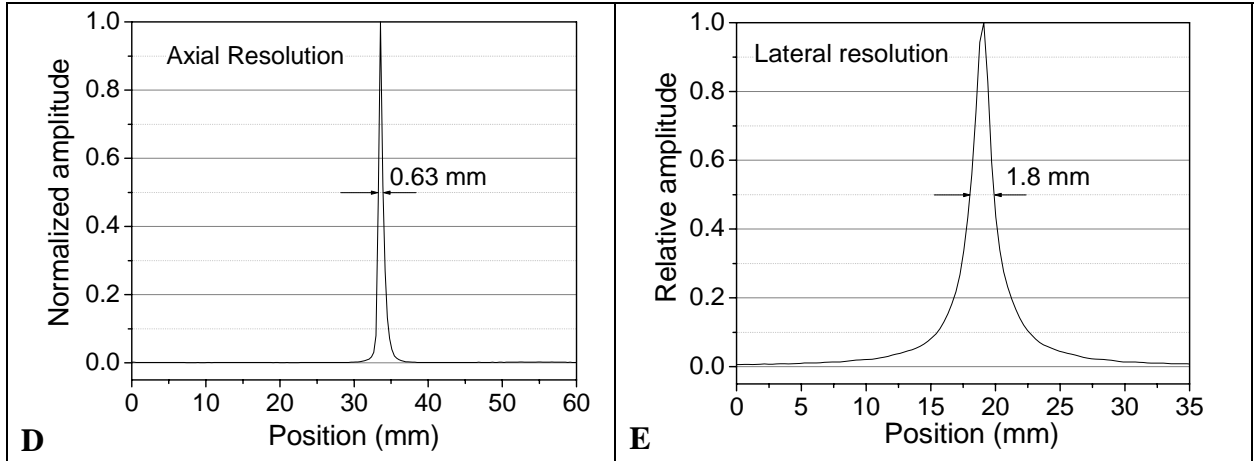 Axial Resolution
Normalized amplitude
1.0
0.8
0.6
0.4
0.2
0.0
0.63 mm
0 10 20 30 40 50 60
Position (mm)
D
Lateral resolution
Relative amplitude
1.0
0.8
0.6
0.4
0.2
0.0
1.8 mm
0 5 10 15 20 25 30 35
Position (mm)
E